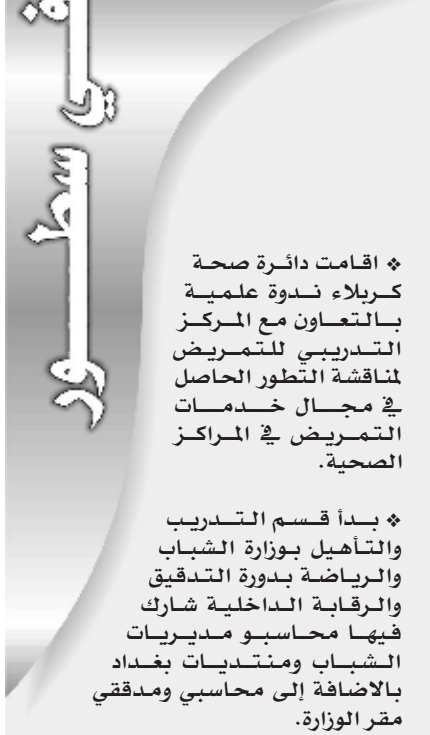 في سطور
❖ اقامت دائرة صحة
كربلاء ندوة علمية
بالتعاون مع المركز
التدريبي للتمريض
لمناقشة التطور الحاصل
في مجال خدمات
التمريض في المراكز
الصحية.
❖ بدأ قسم التدريب
والتأهيل بوزارة الشباب
والرياضة بدورة التدقيق
والرقابة الداخلية شارك
فيها محاسبو مديريات
الشباب ومنتديات بغداد
بالاضافة إلى محاسبي ومدققي
مقر الوزارة.